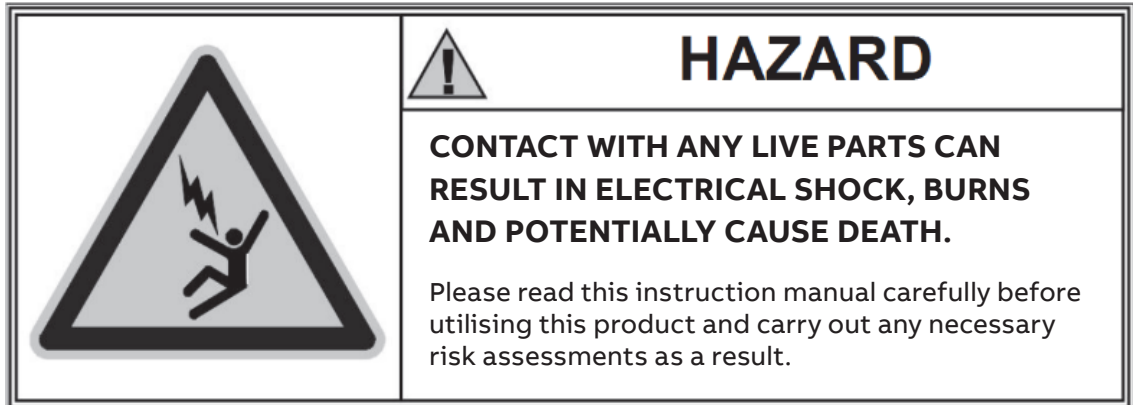 HAZARD
CONTACT WITH ANY LIVE PARTS CAN
RESULT IN ELECTRICAL SHOCK, BURNS
AND POTENTIALLY CAUSE DEATH.
Please read this instruction manual carefully before
utilising this product and carry out any necessary
risk assessments as a result.